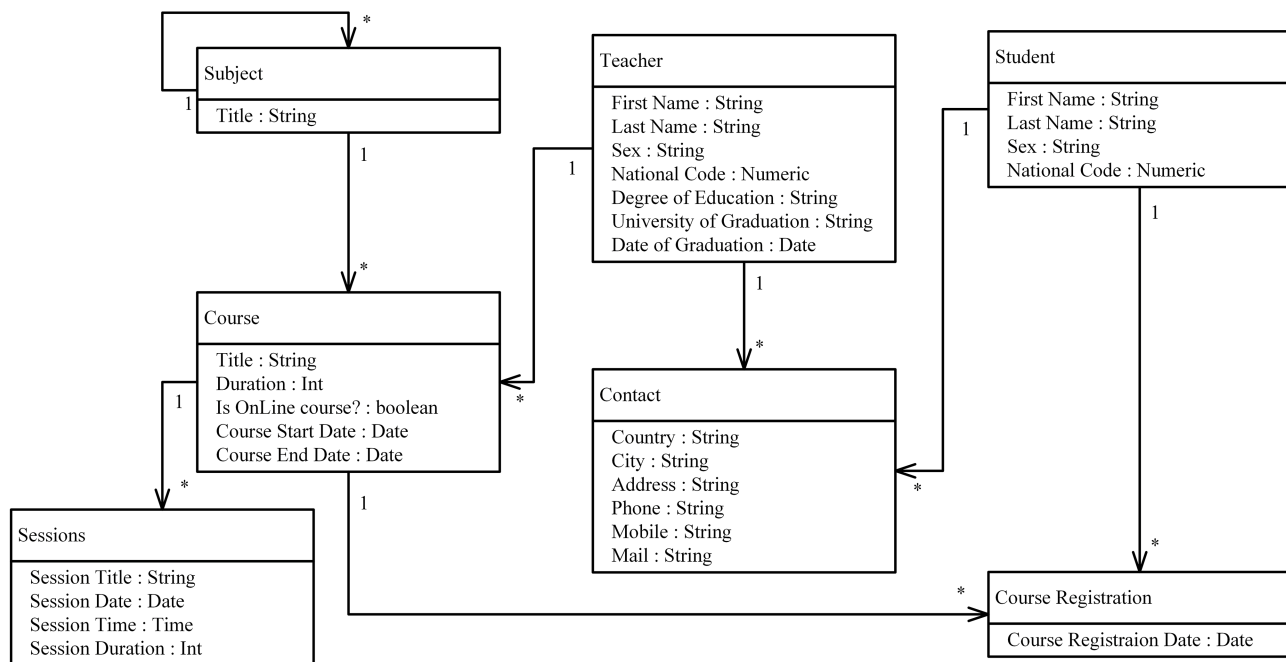 *
Subject
1
Title : String
1
*
Teacher
First Name : String
Last Name : String
Sex : String
National Code : Numeric
Degree of Education : String
University of Graduation : String
Date of Graduation : Date
1
1
Student
First Name : String
Last Name : String
Sex : String
National Code : Numeric
1
1
Course
Title : String
Duration : Int
Is OnLine course? : boolean
Course Start Date : Date
Course End Date : Date
*
1
1
*
*
Contact
Country : String
City : String
Address : String
Phone : String
Mobile : String
Mail : String
*
Sessions
Session Title : String
Session Date : Date
Session Time : Time
Session Duration : Int
*
*
Course Registration
Course Registraion Date : Date